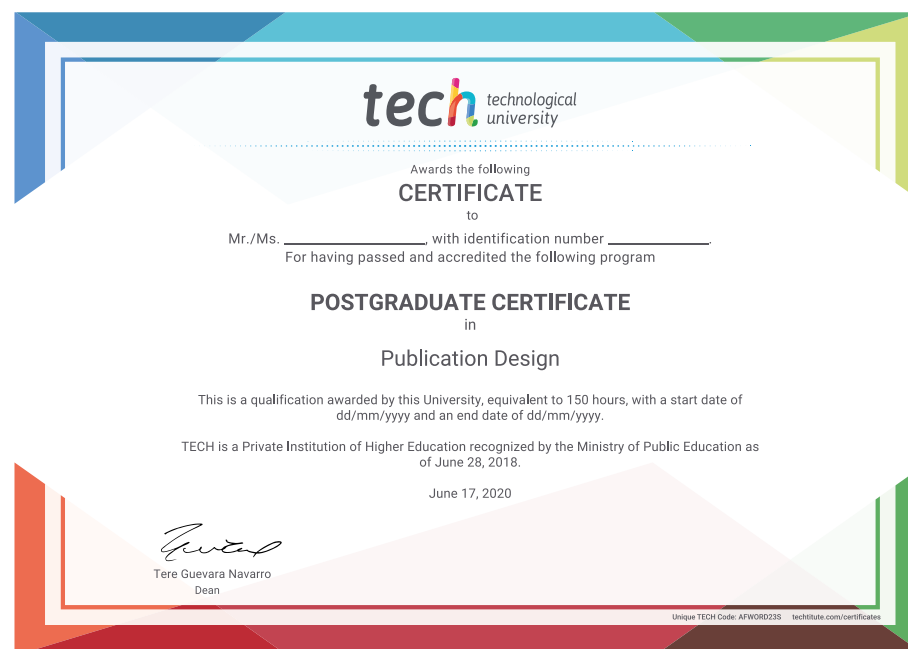 tech technological
university
Awards the following
CERTIFICATE
to
Mr./Ms. ____________________, with identification number ______________.
For having passed and accredited the following program
POSTGRADUATE CERTIFICATE
in
Publication Design
This is a qualification awarded by this University, equivalent to 150 hours, with a start date of
dd/mm/yyyy and an end date of dd/mm/yyyy.
TECH is a Private Institution of Higher Education recognized by the Ministry of Public Education as
of June 28, 2018.
June 17, 2020
Tere Guevara Navarro
Dean
Unique TECH Code: AFWORD23S techtitute.com/certificates